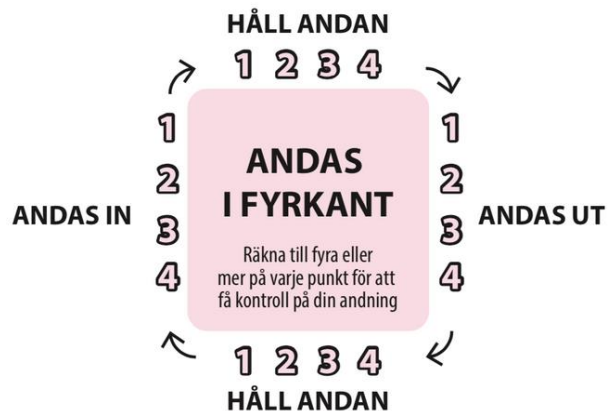 HÅLL ANDAN
1 2 3 4
ANDAS IN
1
2
3
4
ANDAS
I FYRKANT
Räkna till fyra eller
mer på varje punkt för att
få kontroll på din andning
1
2
3
4
ANDAS UT
1 2 3 4
HÅLL ANDAN